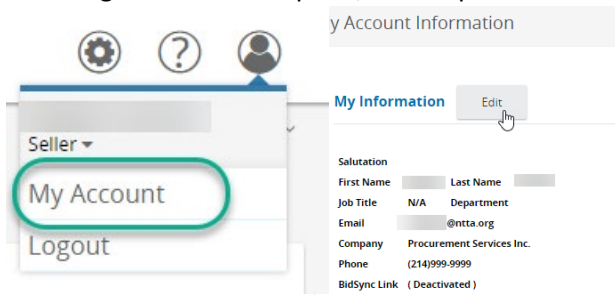 y Account Information
Seller
My Account
Logout
My Information
Edit
Salutation
First Name Last Name
Job Title N/A Department
Email @ntta.org
Company Procurement Services Inc.
Phone (214)999-9999
BidSync Link ( Deactivated )